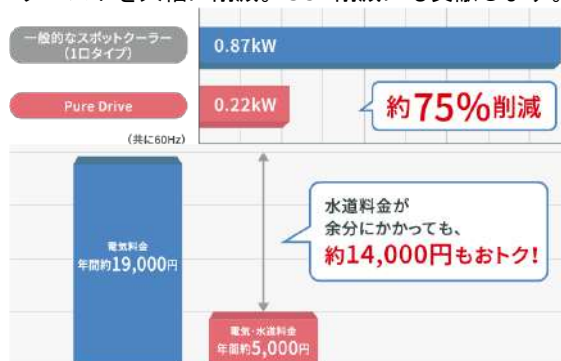 一般的なスポットクーラー
(1口タイプ)
0.87kW
Pure Drive
0.22kW
約75%削減
(共に60Hz)
電気料金
年間約19,000円
水道料金が
余分にかかっても、
約14,000円もおトク!
電気・水道料金
年間約5,000円